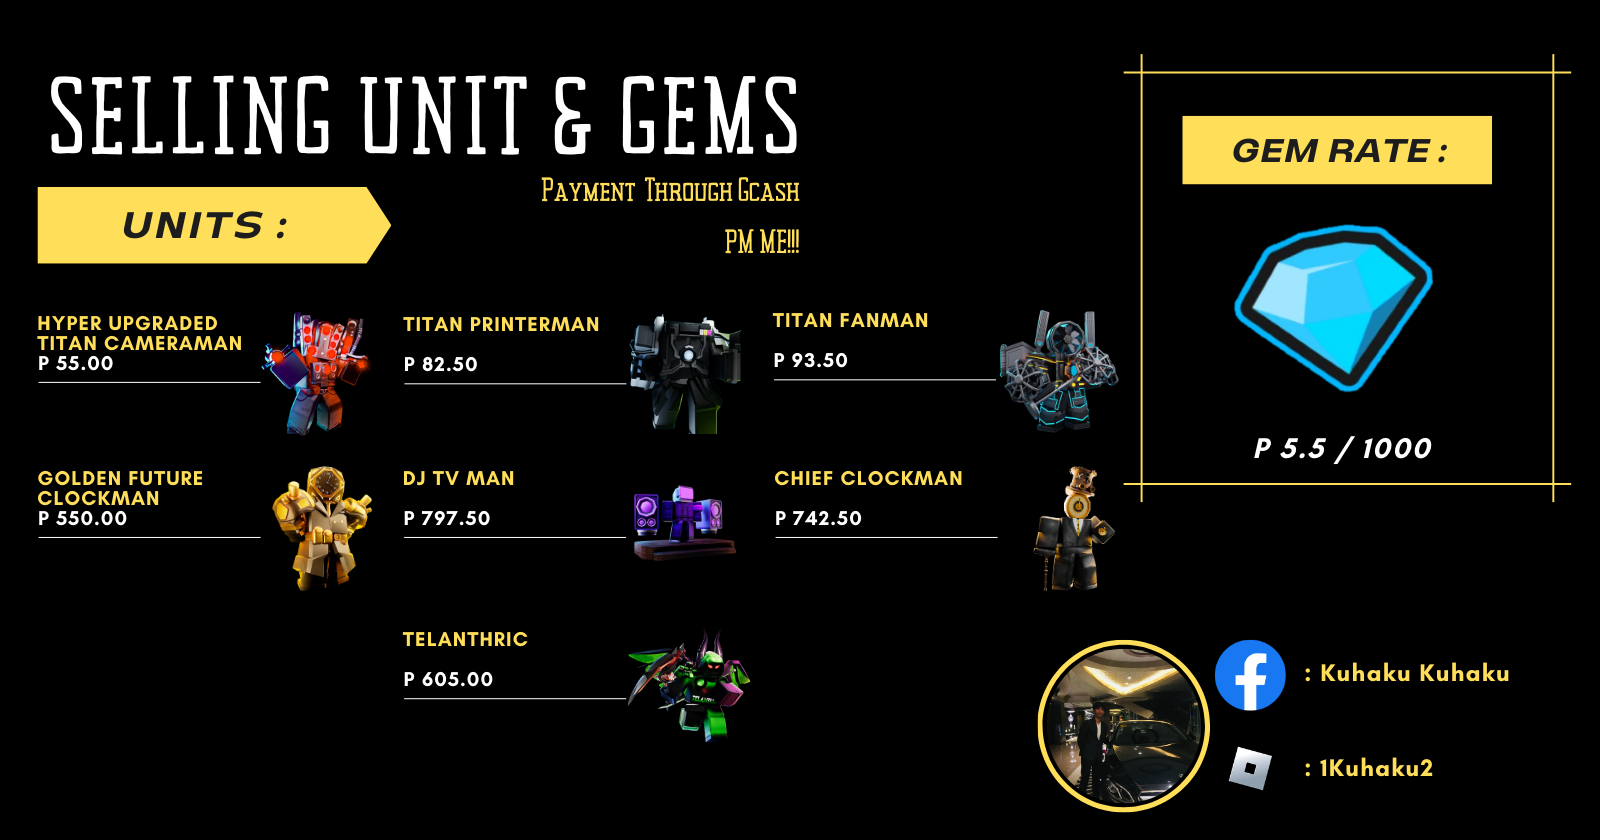 SELLING UNIT & GEMS
Payment Through Gcash
PM ME!!!
UNITS :
HYPER UPGRADED
TITAN CAMERAMAN
P 55.00
TITAN PRINTERMAN
P 82.50
TITAN FANMAN
P 93.50
GOLDEN FUTURE
CLOCKMAN
P 550.00
DJ TV MAN
P 797.50
CHIEF CLOCKMAN
P 742.50
TELANTHRIC
P 605.00
GEM RATE :
P 5.5 / 1000
: Kuhaku Kuhaku
: 1Kuhaku2